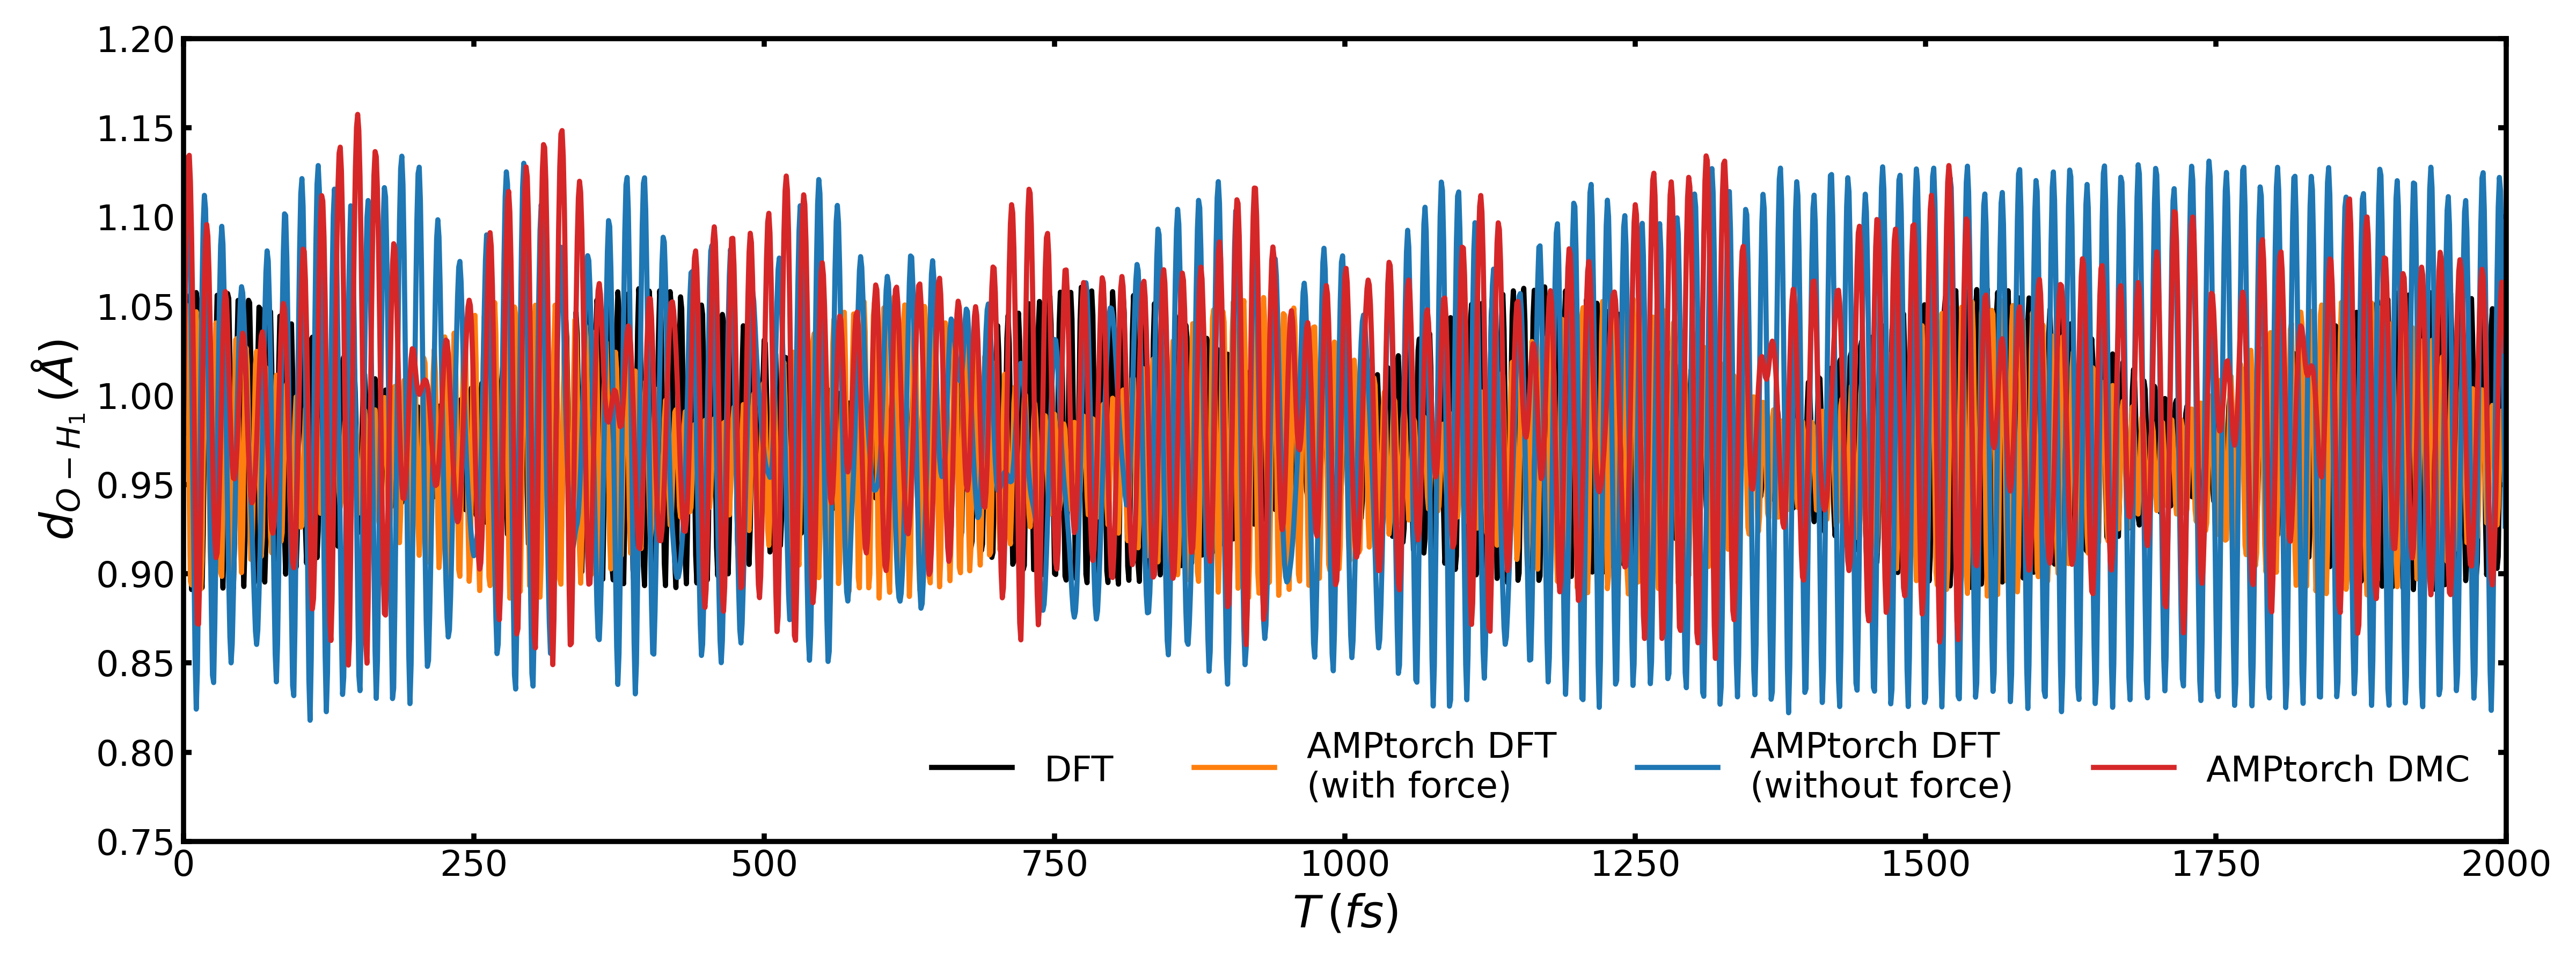 1.20
1.15
1.10
1.05
1.00
0.95
0.90
0.85
0.80
0.75
d_{O-H_1} (Å)
0 250 500 750 1000 1250 1500 1750 2000
T (fs)
DFT
AMPtorch DFT
(with force)
AMPtorch DFT
(without force)
AMPtorch DMC